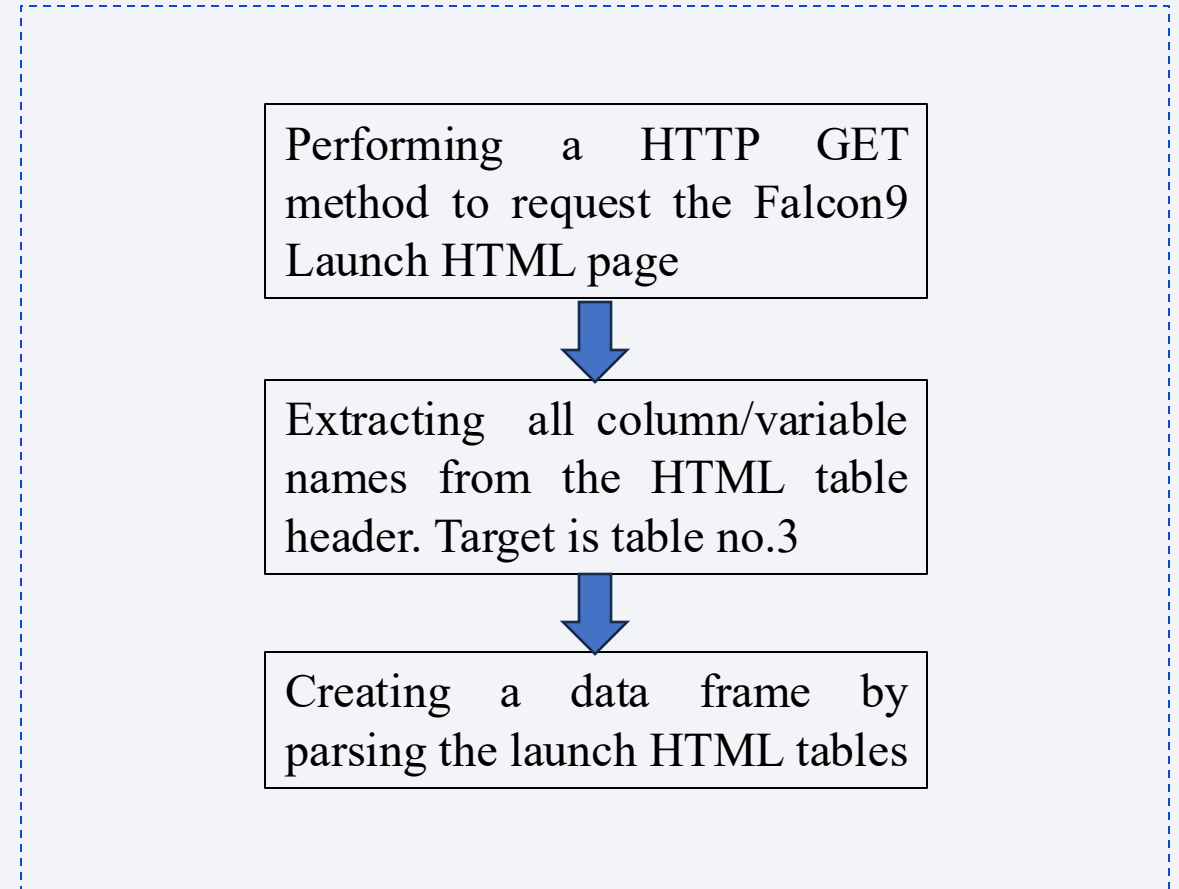 Performing a HTTP GET
method to request the Falcon9
Launch HTML page
Extracting all column/variable
names from the HTML table
header. Target is table no.3
Creating a data frame by
parsing the launch HTML tables